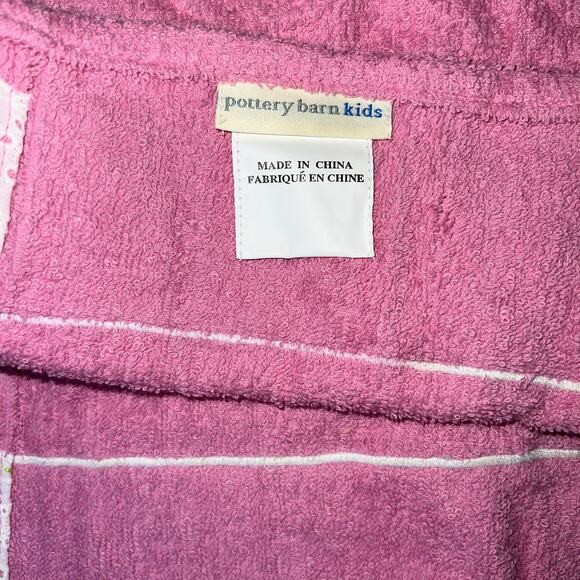 pottery barn kids
MADE IN CHINA
FABRIQUÉ EN CHINE